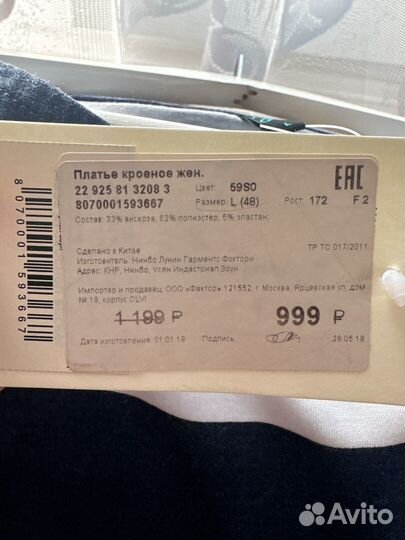 Платье кроеное жен.
22 925 81 3208 3 Цвет: 59S0
8070001593667 Размер: L (48) Рост: 172 F 2
Состав: 33% вискоза, 62% полиэстер, 5% эластан;
EAC
Сделано в Китае ТР ТС 017/2011
Изготовитель: Нинбо Лунин Гарментс Фэктори
Адрес: КНР, Нинбо, Усян Индастриал Зоун
Импортер и продавец: ООО «Фактор» 121552, г. Москва, Ярцевская ул, дом
№ 19, корпус CLVI
1 199 ₽ 999 ₽
Дата изготовления: 01.01.19 Подпись: 28.05.19
8070001593667
Avito